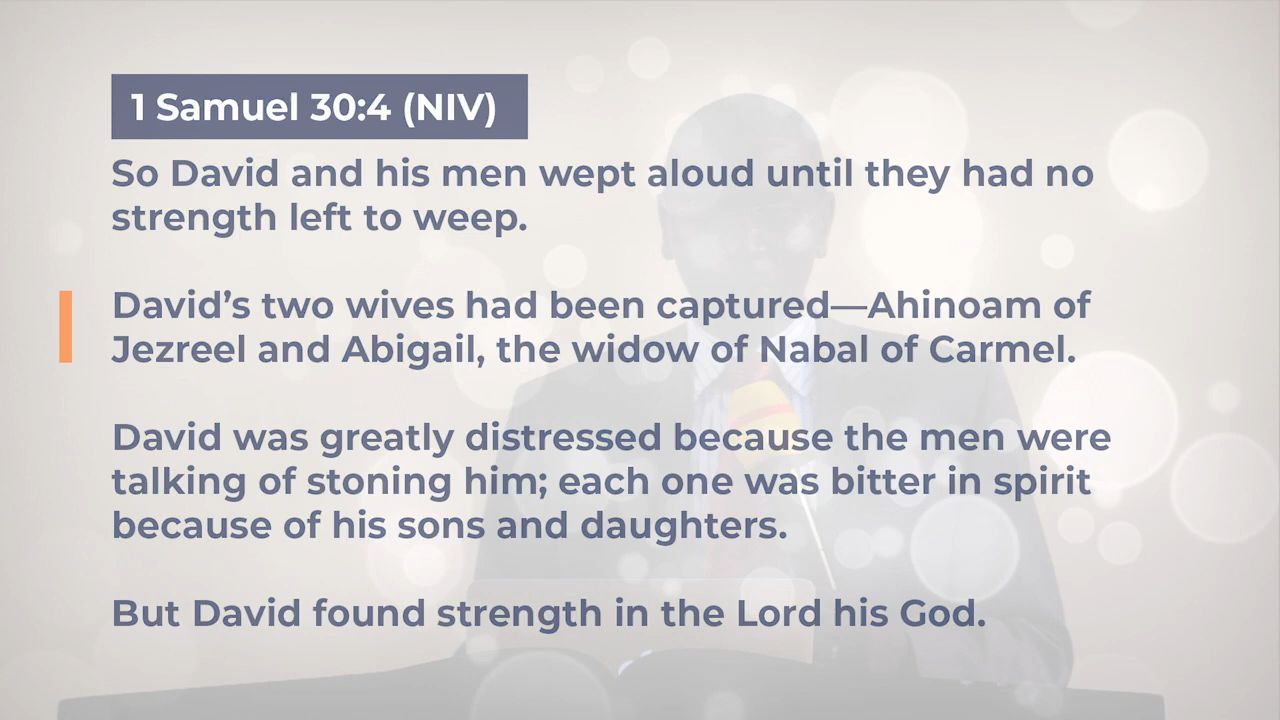 1 Samuel 30:4 (NIV)
So David and his men wept aloud until they had no
strength left to weep.
David’s two wives had been captured—Ahinoam of
Jezreel and Abigail, the widow of Nabal of Carmel.
David was greatly distressed because the men were
talking of stoning him; each one was bitter in spirit
because of his sons and daughters.
But David found strength in the Lord his God.